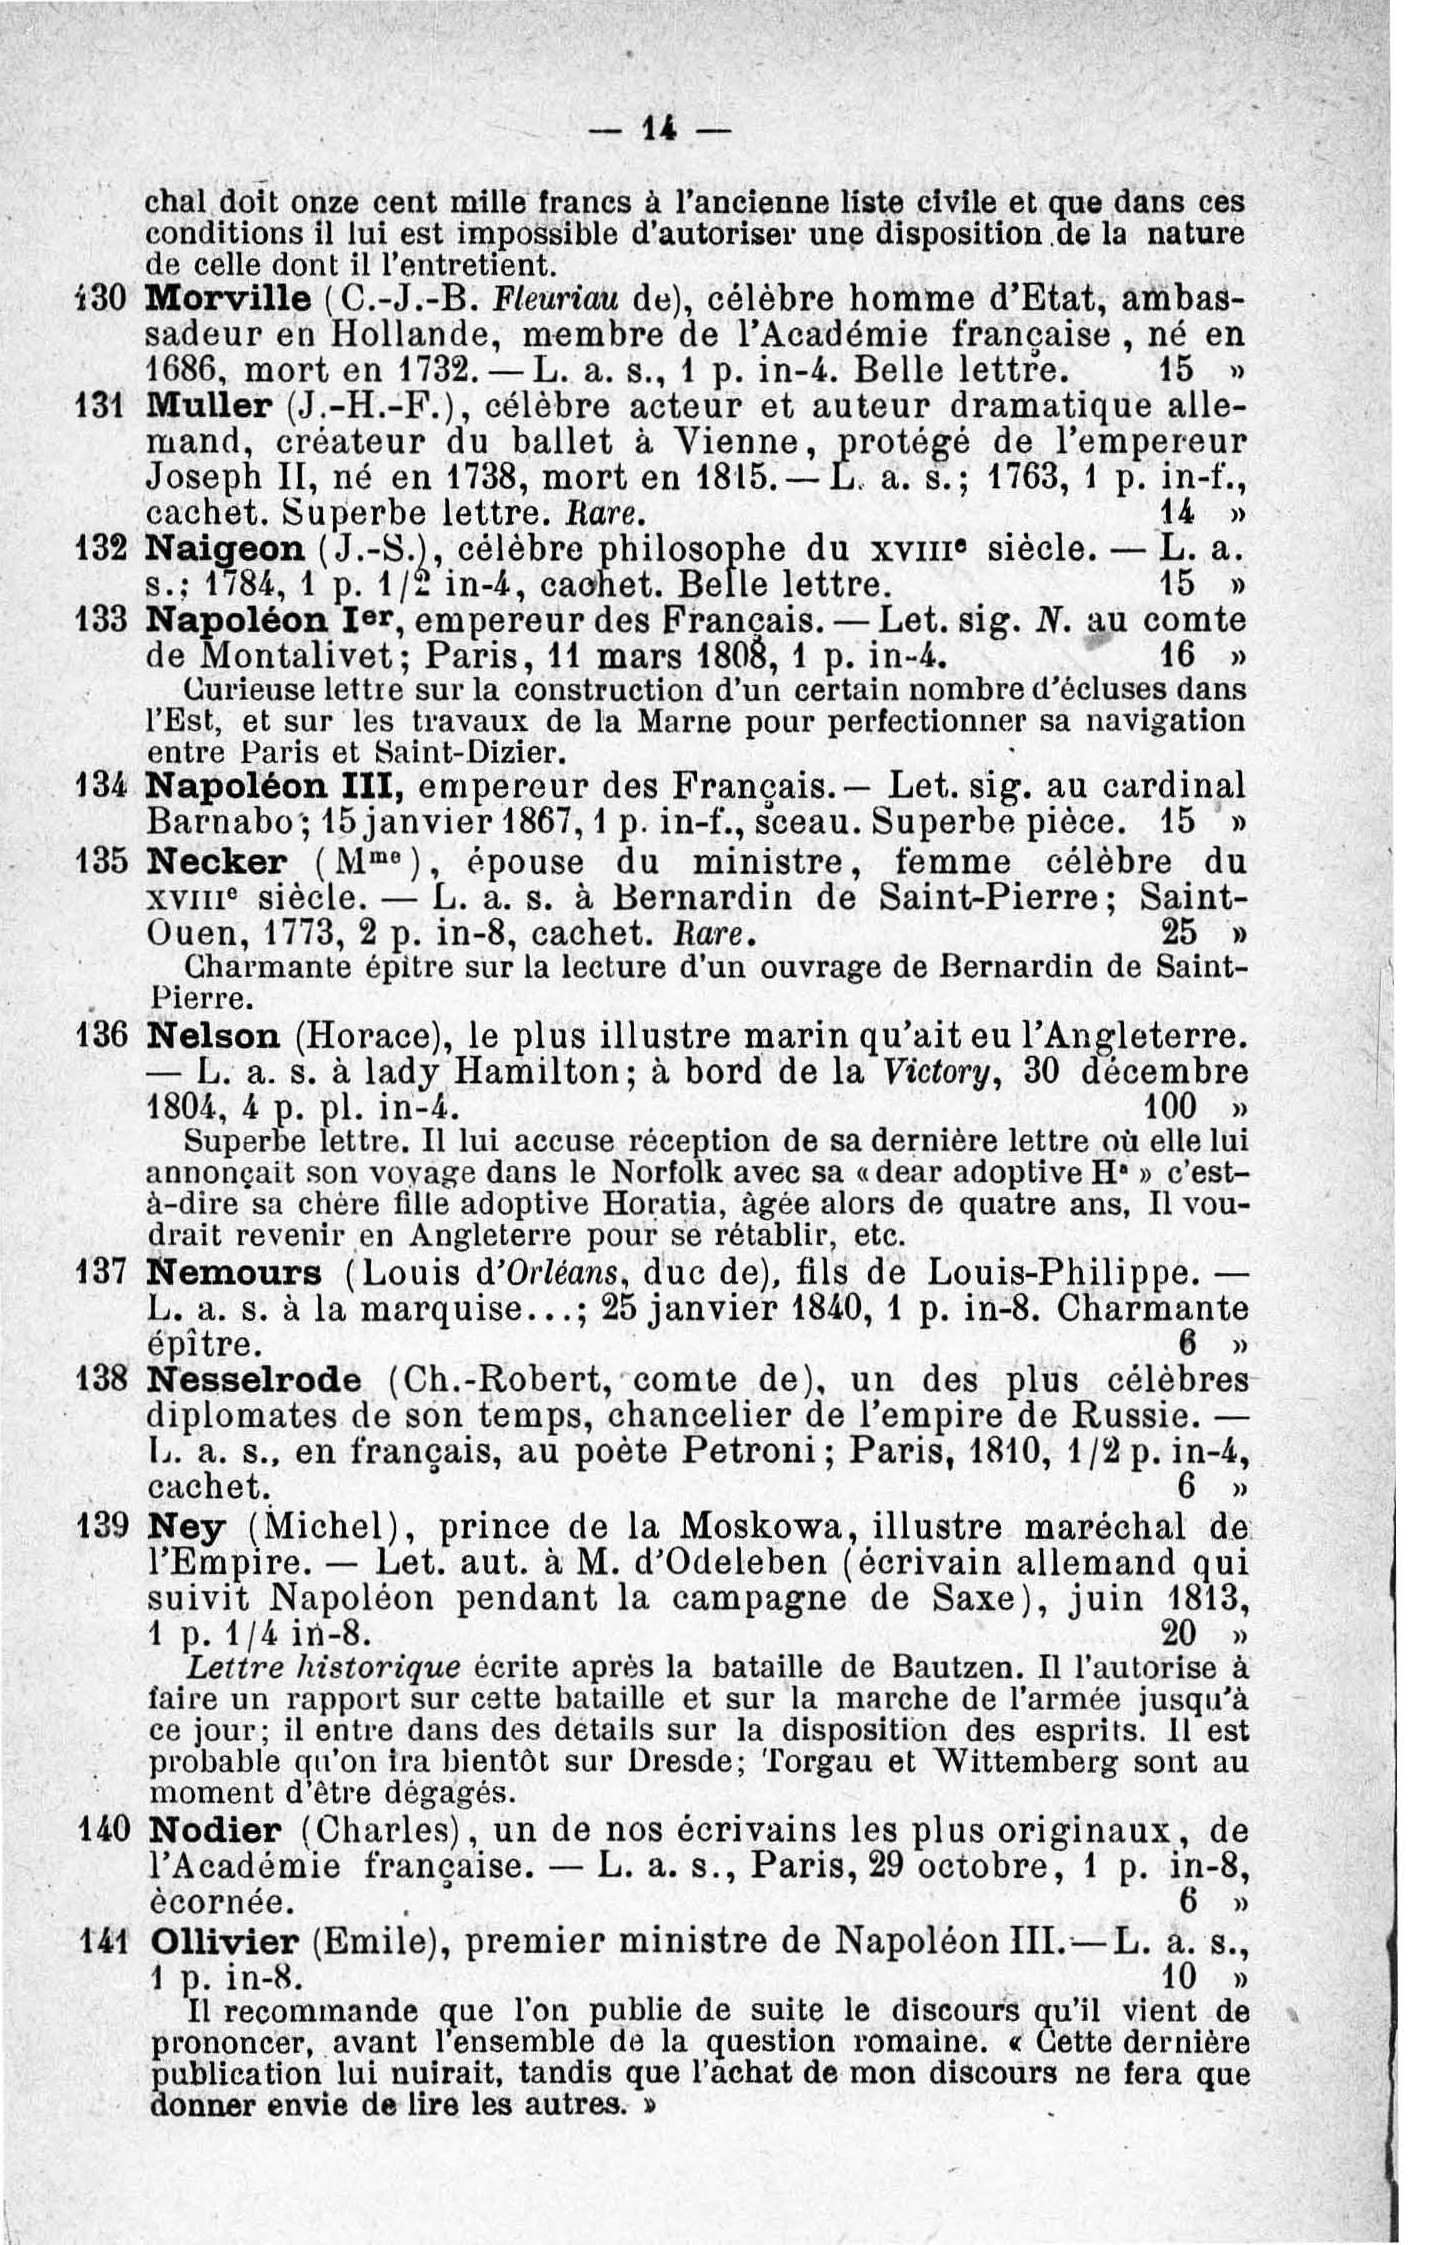 — 14 —
chal doit onze cent mille francs à l'ancienne liste civile et que dans ces
conditions il lui est impossible d'autoriser une disposition de la nature
de celle dont il l'entretient.
130 Morville (C.-J.-B. Fleuriau de), célèbre homme d'Etat, ambas-
sadeur en Hollande, membre de l'Académie française, né en
1686, mort en 1732. — L. a. s., 1 p. in-4. Belle lettre. 15 »
131 Muller (J.-H.-F.), célèbre acteur et auteur dramatique alle-
mand, créateur du ballet à Vienne, protégé de l'empereur
Joseph II, né en 1738, mort en 1815. — L. a. s.; 1763, 1 p. in-f.,
cachet. Superbe lettre. Rare. 14 »
132 Naigeon (J.-S.), célèbre philosophe du XVIIIe siècle. — L. a.
s.; 1784, 1 p. 1/2 in-4, cachet. Belle lettre. 15 »
133 Napoléon Ier, empereur des Français. — Let. sig. N. au comte
de Montalivet; Paris, 11 mars 1808, 1 p. in-4. 16 »
Curieuse lettre sur la construction d'un certain nombre d'écluses dans
l'Est, et sur les travaux de la Marne pour perfectionner sa navigation
entre Paris et Saint-Dizier.
134 Napoléon III, empereur des Français. — Let. sig. au cardinal
Barnabo; 15 janvier 1867, 1 p. in-f., sceau. Superbe pièce. 15 »
135 Necker (Mme), épouse du ministre, femme célèbre du
XVIIIe siècle. — L. a. s. à Bernardin de Saint-Pierre; Saint-
Ouen, 1773, 2 p. in-8, cachet. Rare. 25 »
Charmante épitre sur la lecture d'un ouvrage de Bernardin de Saint-
Pierre.
136 Nelson (Horace), le plus illustre marin qu'ait eu l'Angleterre.
— L. a. s. à lady Hamilton; à bord de la Victory, 30 décembre
1804, 4 p. pl. in-4. 100 »
Superbe lettre. Il lui accuse réception de sa dernière lettre où elle lui
annonçait son voyage dans le Norfolk avec sa « dear adoptive Ha » c'est-
à-dire sa chère fille adoptive Horatia, âgée alors de quatre ans, Il vou-
drait revenir en Angleterre pour se rétablir, etc.
137 Nemours (Louis d'Orléans, duc de), fils de Louis-Philippe. —
L. a. s. à la marquise...; 25 janvier 1840, 1 p. in-8. Charmante
épître. 6 »
138 Nesselrode (Ch.-Robert, comte de), un des plus célèbres
diplomates de son temps, chancelier de l'empire de Russie. —
L. a. s., en français, au poète Petroni; Paris, 1810, 1/2 p. in-4,
cachet. 6 »
139 Ney (Michel), prince de la Moskowa, illustre maréchal de
l'Empire. — Let. aut. à M. d'Odeleben (écrivain allemand qui
suivit Napoléon pendant la campagne de Saxe), juin 1813,
1 p. 1/4 in-8. 20 »
Lettre historique écrite après la bataille de Bautzen. Il l'autorise à
faire un rapport sur cette bataille et sur la marche de l'armée jusqu'à
ce jour; il entre dans des détails sur la disposition des esprits. Il est
probable qu'on ira bientôt sur Dresde; Torgau et Wittemberg sont au
moment d'être dégagés.
140 Nodier (Charles), un de nos écrivains les plus originaux, de
l'Académie française. — L. a. s., Paris, 29 octobre, 1 p. in-8,
ècornée. 6 »
141 Ollivier (Emile), premier ministre de Napoléon III. — L. a. s.,
1 p. in-8. 10 »
Il recommande que l'on publie de suite le discours qu'il vient de
prononcer, avant l'ensemble de la question romaine. « Cette dernière
publication lui nuirait, tandis que l'achat de mon discours ne fera que
donner envie de lire les autres. »